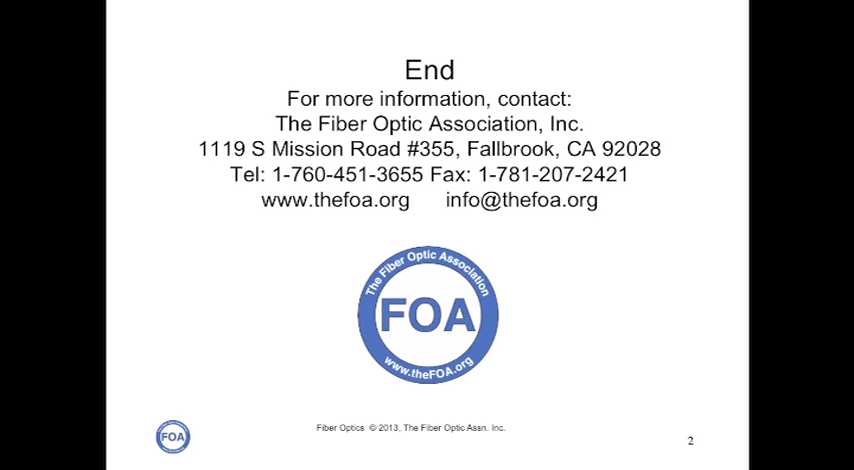 End
For more information, contact:
The Fiber Optic Association, Inc.
1119 S Mission Road #355, Fallbrook, CA 92028
Tel: 1-760-451-3655 Fax: 1-781-207-2421
www.thefoa.org info@thefoa.org
The Fiber Optic Association
FOA
www.theFOA.org
FOA
Fiber Optics © 2013, The Fiber Optic Assn. Inc.
2